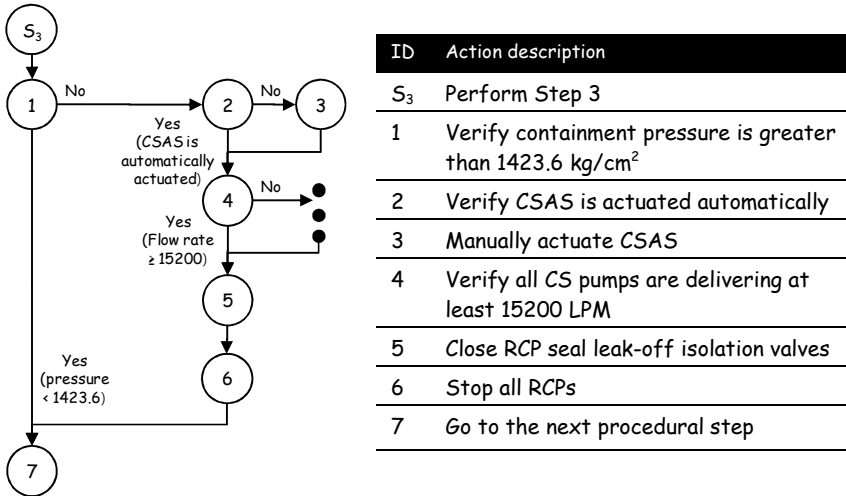 S3
1
No
2
No
3
Yes
(CSAS is
automatically
actuated)
4
No
Yes
(Flow rate
≥ 15200)
5
Yes
(pressure
< 1423.6)
6
7
ID Action description
S3 Perform Step 3
1 Verify containment pressure is greater
than 1423.6 kg/cm2
2 Verify CSAS is actuated automatically
3 Manually actuate CSAS
4 Verify all CS pumps are delivering at
least 15200 LPM
5 Close RCP seal leak-off isolation valves
6 Stop all RCPs
7 Go to the next procedural step